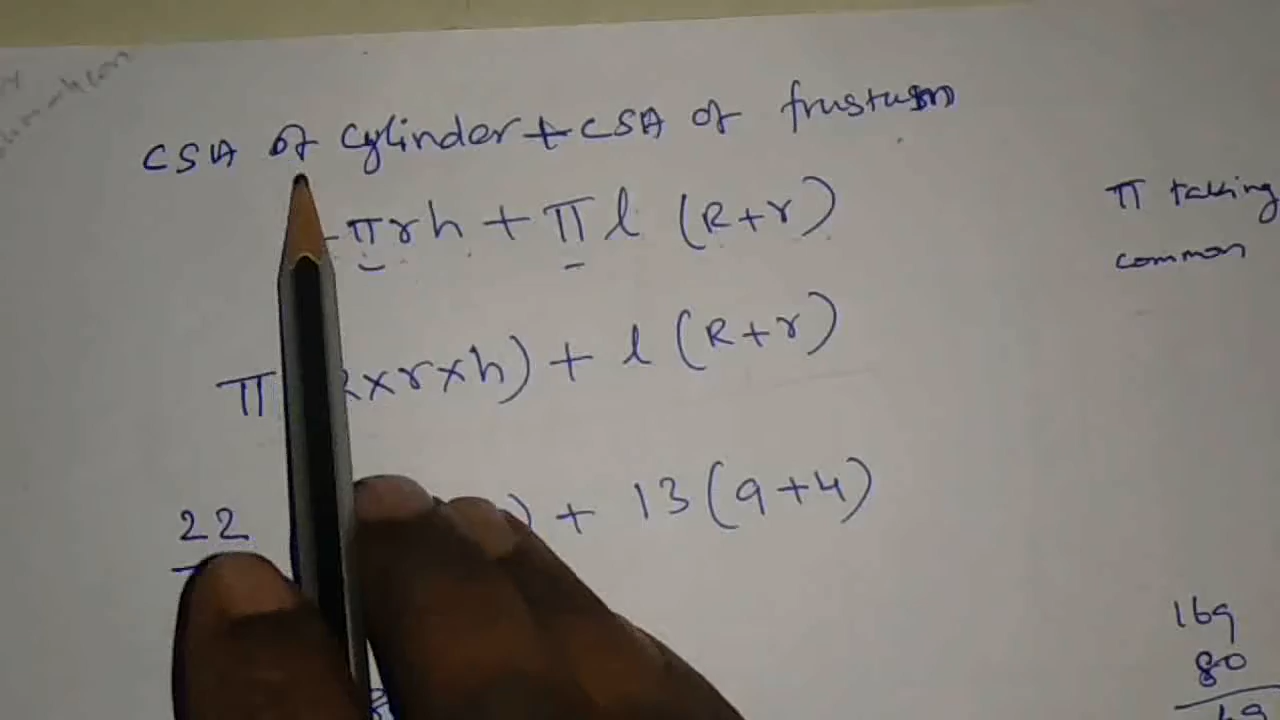 CSA of cylinder + CSA of frustum
πrh + πl (R+r)
π taking
common
π ×r×h) + l (R+r)
22 ) + 13 (9+4)
169
80